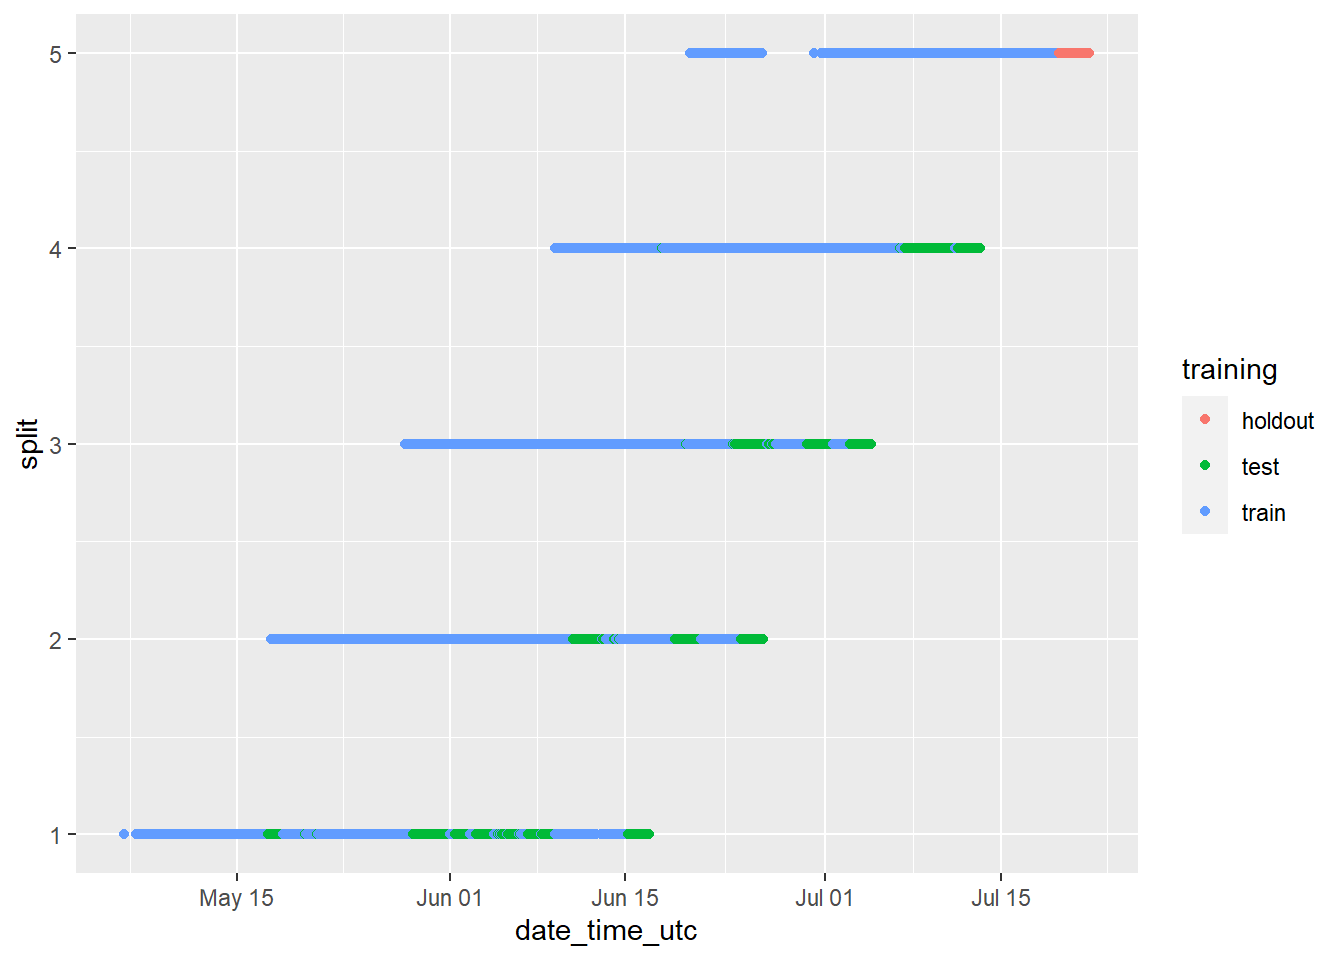 5
4
3
2
1
split
May 15
Jun 01
Jun 15
Jul 01
Jul 15
date_time_utc
training
holdout
test
train